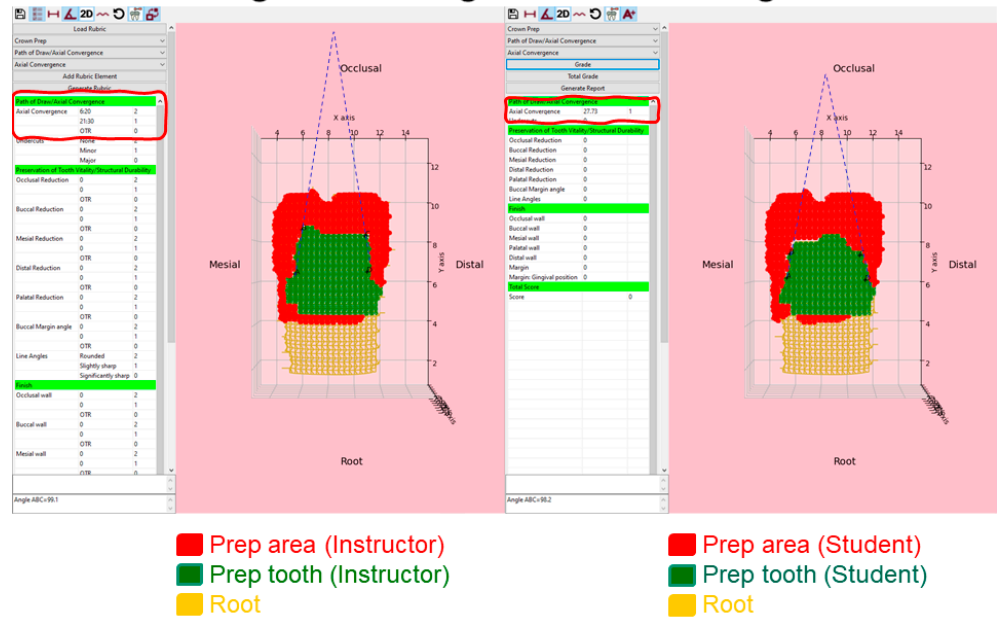 2D
Load Rubric
Crown Prep
Path of Draw/Axial Convergence
Axial Convergence
Add Rubric Element
Generate Rubric
Path of Draw/Axial Convergence
Axial Convergence 6:20 2
21:30 1
OTR 0
Undercuts None 2
Minor 1
Major 0
Preservation of Tooth Vitality/Structural Durability
Occlusal Reduction 0 2
0 1
OTR 0
Buccal Reduction 0 2
0 1
OTR 0
Mesial Reduction 0 2
0 1
OTR 0
Distal Reduction 0 2
0 1
OTR 0
Palatal Reduction 0 2
0 1
OTR 0
Buccal Margin angle 0 2
0 1
OTR 0
Line Angles Rounded 2
Slightly sharp 1
Significantly sharp 0
Finish
Occlusal wall 0 2
0 1
OTR 0
Buccal wall 0 2
0 1
OTR 0
Mesial wall 0 2
0 1
OTR 0
Angle ABC=99.1
Occlusal
X axis
4 6 8 10 12 14
12
10
8
6
4
2
Y axis
Mesial
Distal
Root
2D
Crown Prep
Path of Draw/Axial Convergence
Axial Convergence
Grade
Total Grade
Generate Report
Path of Draw/Axial Convergence
Axial Convergence 27.73 1
Undercuts 0
Preservation of Tooth Vitality/Structural Durability
Occlusal Reduction 0
Buccal Reduction 0
Mesial Reduction 0
Distal Reduction 0
Palatal Reduction 0
Buccal Margin angle 0
Line Angles 0
Finish
Occlusal wall 0
Buccal wall 0
Mesial wall 0
Palatal wall 0
Distal wall 0
Margin 0
Margin: Gingival position 0
Total Score
Score 0
Angle ABC=98.2
Occlusal
X axis
4 6 8 10 12 14
12
10
8
6
4
2
Y axis
Mesial
Distal
Root
Prep area (Instructor)
Prep tooth (Instructor)
Root
Prep area (Student)
Prep tooth (Student)
Root